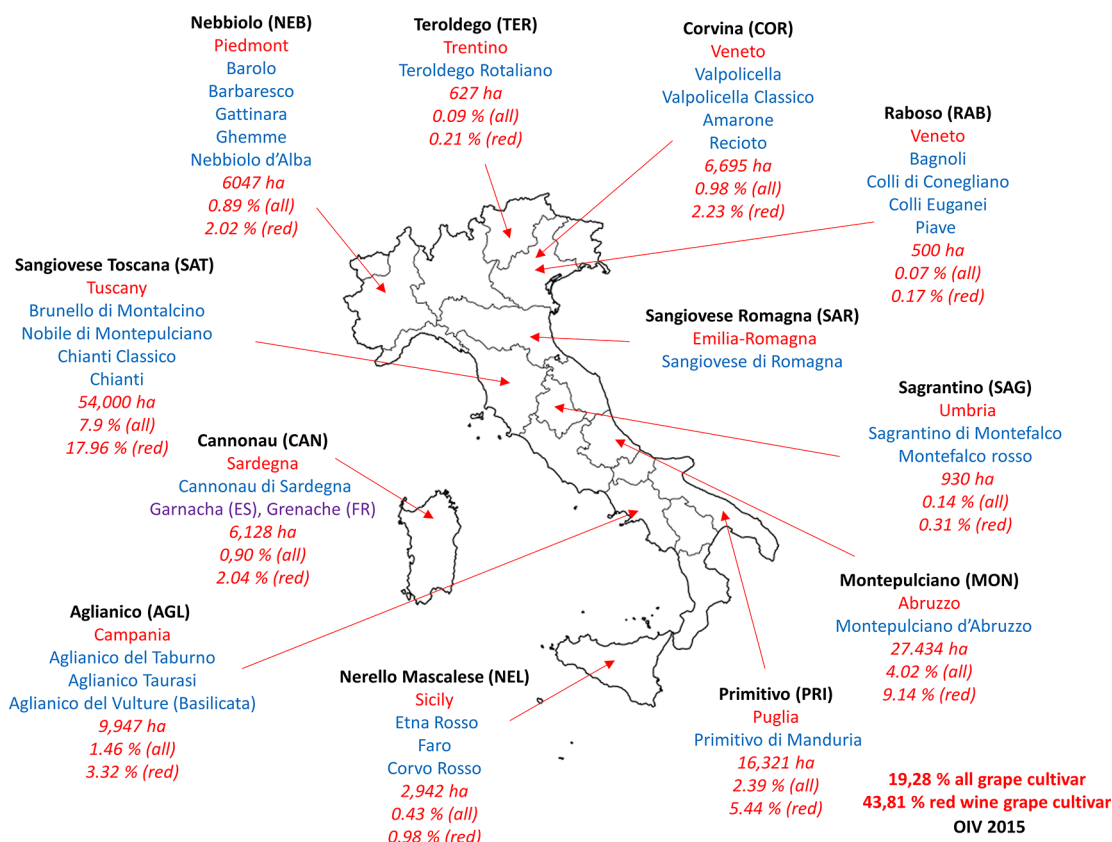 Nebbiolo (NEB)
Piedmont
Barolo
Barbaresco
Gattinara
Ghemme
Nebbiolo d’Alba
6047 ha
0.89 % (all)
2.02 % (red)
Teroldego (TER)
Trentino
Teroldego Rotaliano
627 ha
0.09 % (all)
0.21 % (red)
Corvina (COR)
Veneto
Valpolicella
Valpolicella Classico
Amarone
Recioto
6,695 ha
0.98 % (all)
2.23 % (red)
Raboso (RAB)
Veneto
Bagnoli
Colli di Conegliano
Colli Euganei
Piave
500 ha
0.07 % (all)
0.17 % (red)
Sangiovese Toscana (SAT)
Tuscany
Brunello di Montalcino
Nobile di Montepulciano
Chianti Classico
Chianti
54,000 ha
7.9 % (all)
17.96 % (red)
Sangiovese Romagna (SAR)
Emilia-Romagna
Sangiovese di Romagna
Sagrantino (SAG)
Umbria
Sagrantino di Montefalco
Montefalco rosso
930 ha
0.14 % (all)
0.31 % (red)
Cannonau (CAN)
Sardegna
Cannonau di Sardegna
Garnacha (ES), Grenache (FR)
6,128 ha
0,90 % (all)
2.04 % (red)
Montepulciano (MON)
Abruzzo
Montepulciano d’Abruzzo
27.434 ha
4.02 % (all)
9.14 % (red)
Aglianico (AGL)
Campania
Aglianico del Taburno
Aglianico Taurasi
Aglianico del Vulture (Basilicata)
9,947 ha
1.46 % (all)
3.32 % (red)
Nerello Mascalese (NEL)
Sicily
Etna Rosso
Faro
Corvo Rosso
2,942 ha
0.43 % (all)
0.98 % (red)
Primitivo (PRI)
Puglia
Primitivo di Manduria
16,321 ha
2.39 % (all)
5.44 % (red)
19,28 % all grape cultivar
43,81 % red wine grape cultivar
OIV 2015